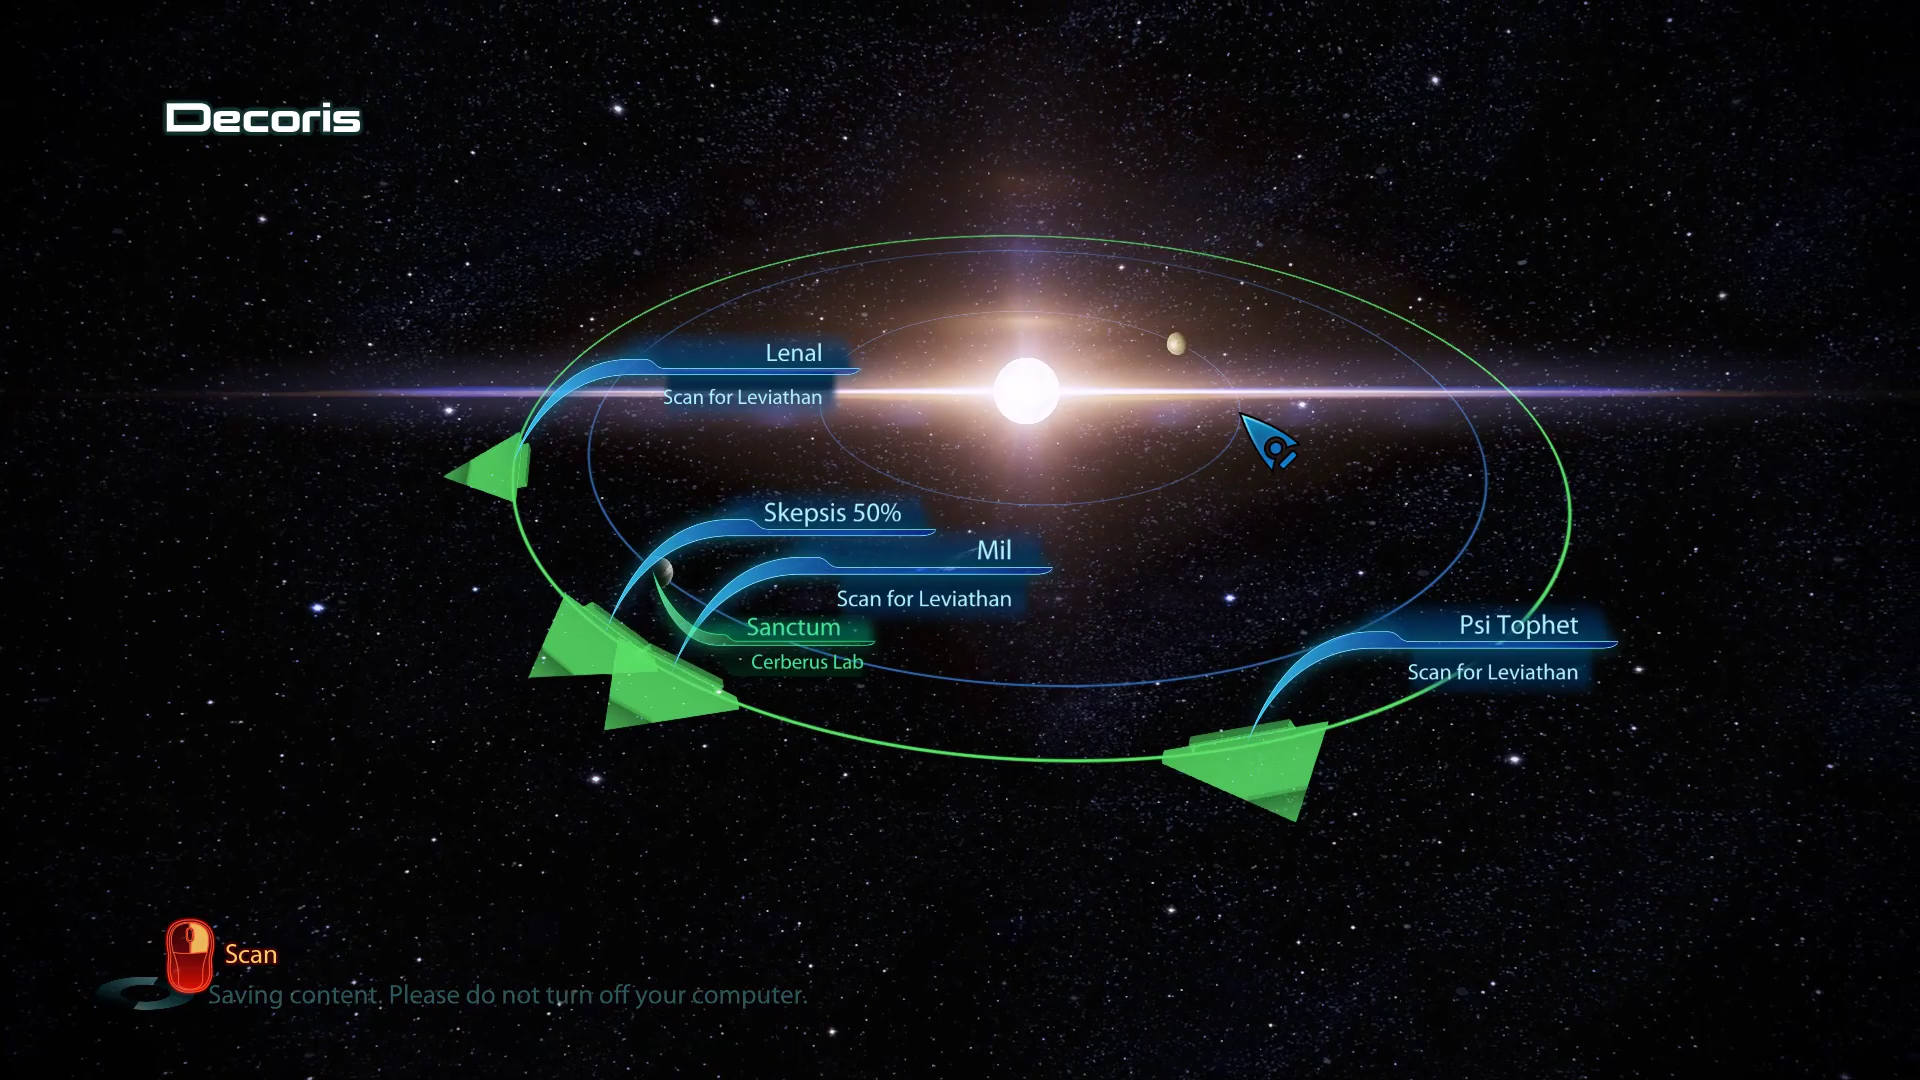 Decoris
Lenal
Scan for Leviathan
Skepsis 50%
Mil
Scan for Leviathan
Sanctum
Cerberus Lab
Psi Tophet
Scan for Leviathan
Scan
Saving content. Please do not turn off your computer.